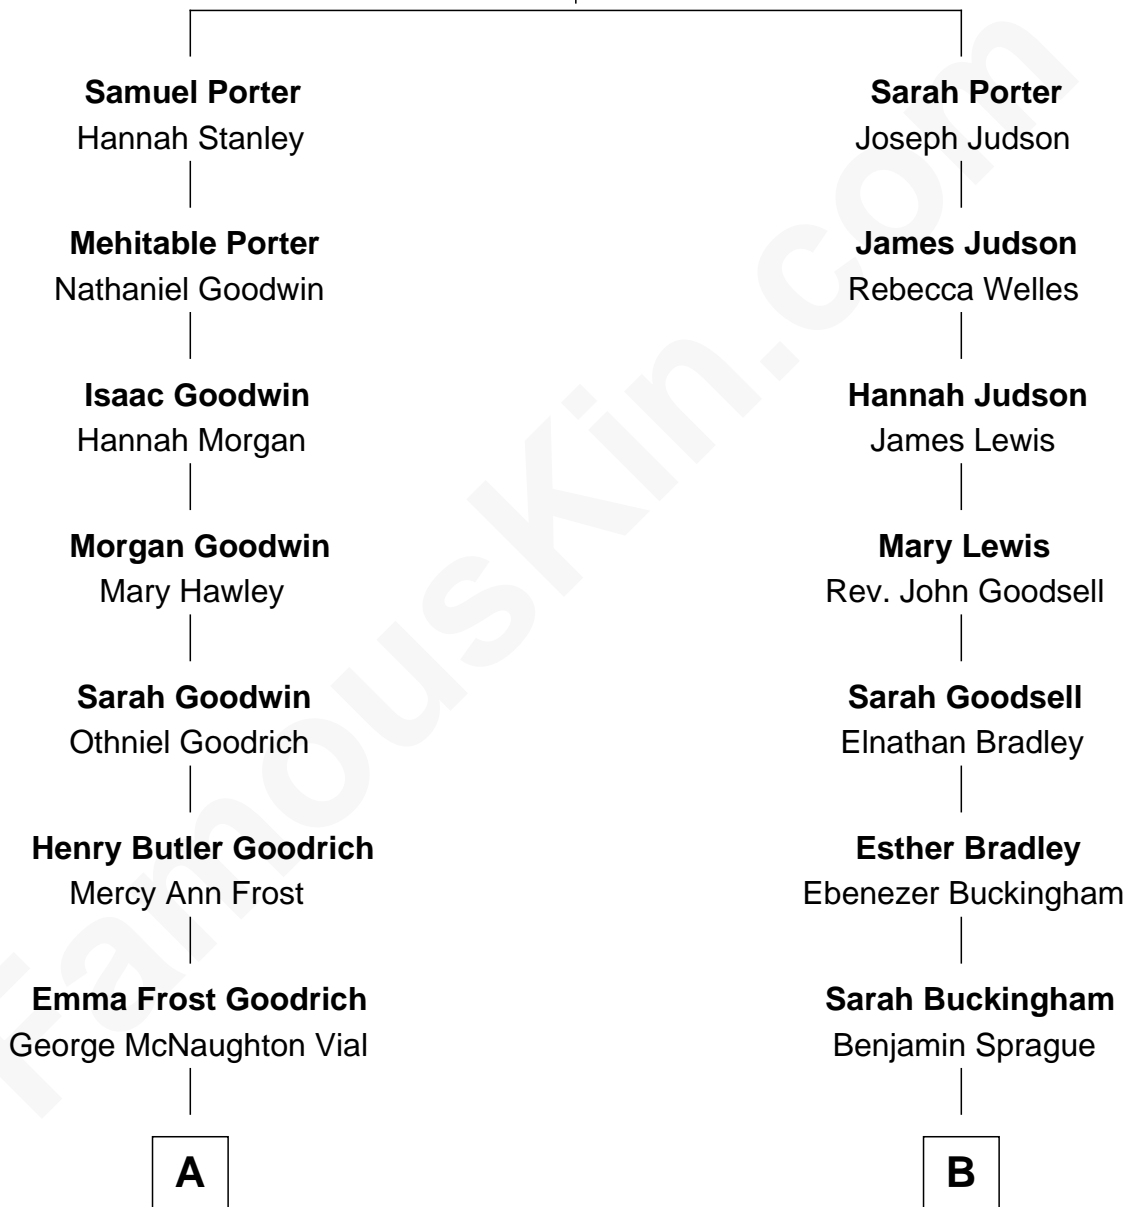 Samuel Porter
Hannah Stanley
Sarah Porter
Joseph Judson
Mehitable Porter
Nathaniel Goodwin
James Judson
Rebecca Welles
Isaac Goodwin
Hannah Morgan
Hannah Judson
James Lewis
Morgan Goodwin
Mary Hawley
Mary Lewis
Rev. John Goodsell
Sarah Goodwin
Othniel Goodrich
Sarah Goodsell
Elnathan Bradley
Henry Butler Goodrich
Mercy Ann Frost
Esther Bradley
Ebenezer Buckingham
Emma Frost Goodrich
George McNaughton Vial
Sarah Buckingham
Benjamin Sprague
A
B
FamousKin.com